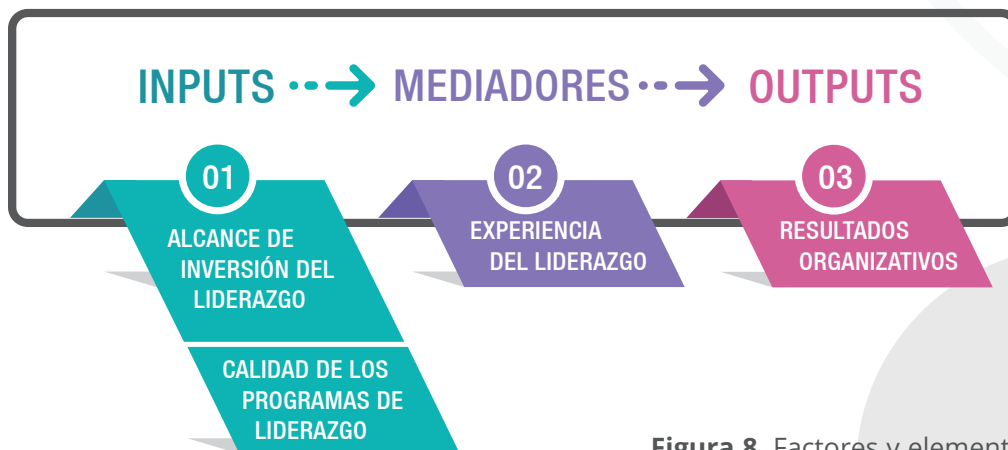 INPUTS MEDIADORES OUTPUTS
01
ALCANCE DE
INVERSIÓN DEL
LIDERAZGO
CALIDAD DE LOS
PROGRAMAS DE
LIDERAZGO
02
EXPERIENCIA
DEL LIDERAZGO
03
RESULTADOS
ORGANIZATIVOS
Figura 8. Factores y element